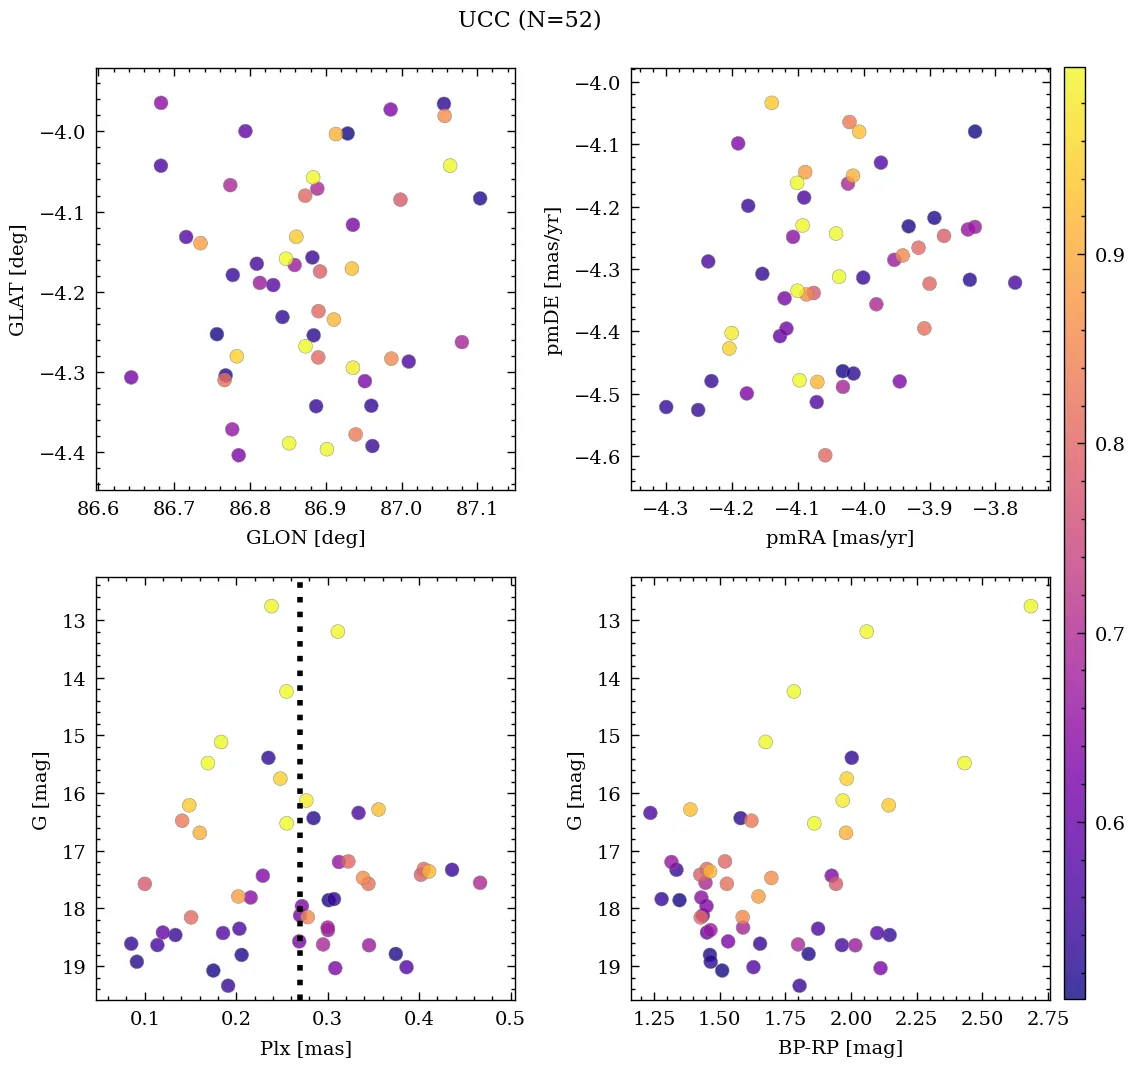 UCC (N=52)
−4.0
−4.1
−4.2
−4.3
−4.4
GLAT [deg]
86.6 86.7 86.8 86.9 87.0 87.1
GLON [deg]
−4.0
−4.1
−4.2
−4.3
−4.4
−4.5
−4.6
pmDE [mas/yr]
−4.3 −4.2 −4.1 −4.0 −3.9 −3.8
pmRA [mas/yr]
13
14
15
16
17
18
19
G [mag]
0.1 0.2 0.3 0.4 0.5
Plx [mas]
13
14
15
16
17
18
19
G [mag]
1.25 1.50 1.75 2.00 2.25 2.50 2.75
BP-RP [mag]
0.9
0.8
0.7
0.6